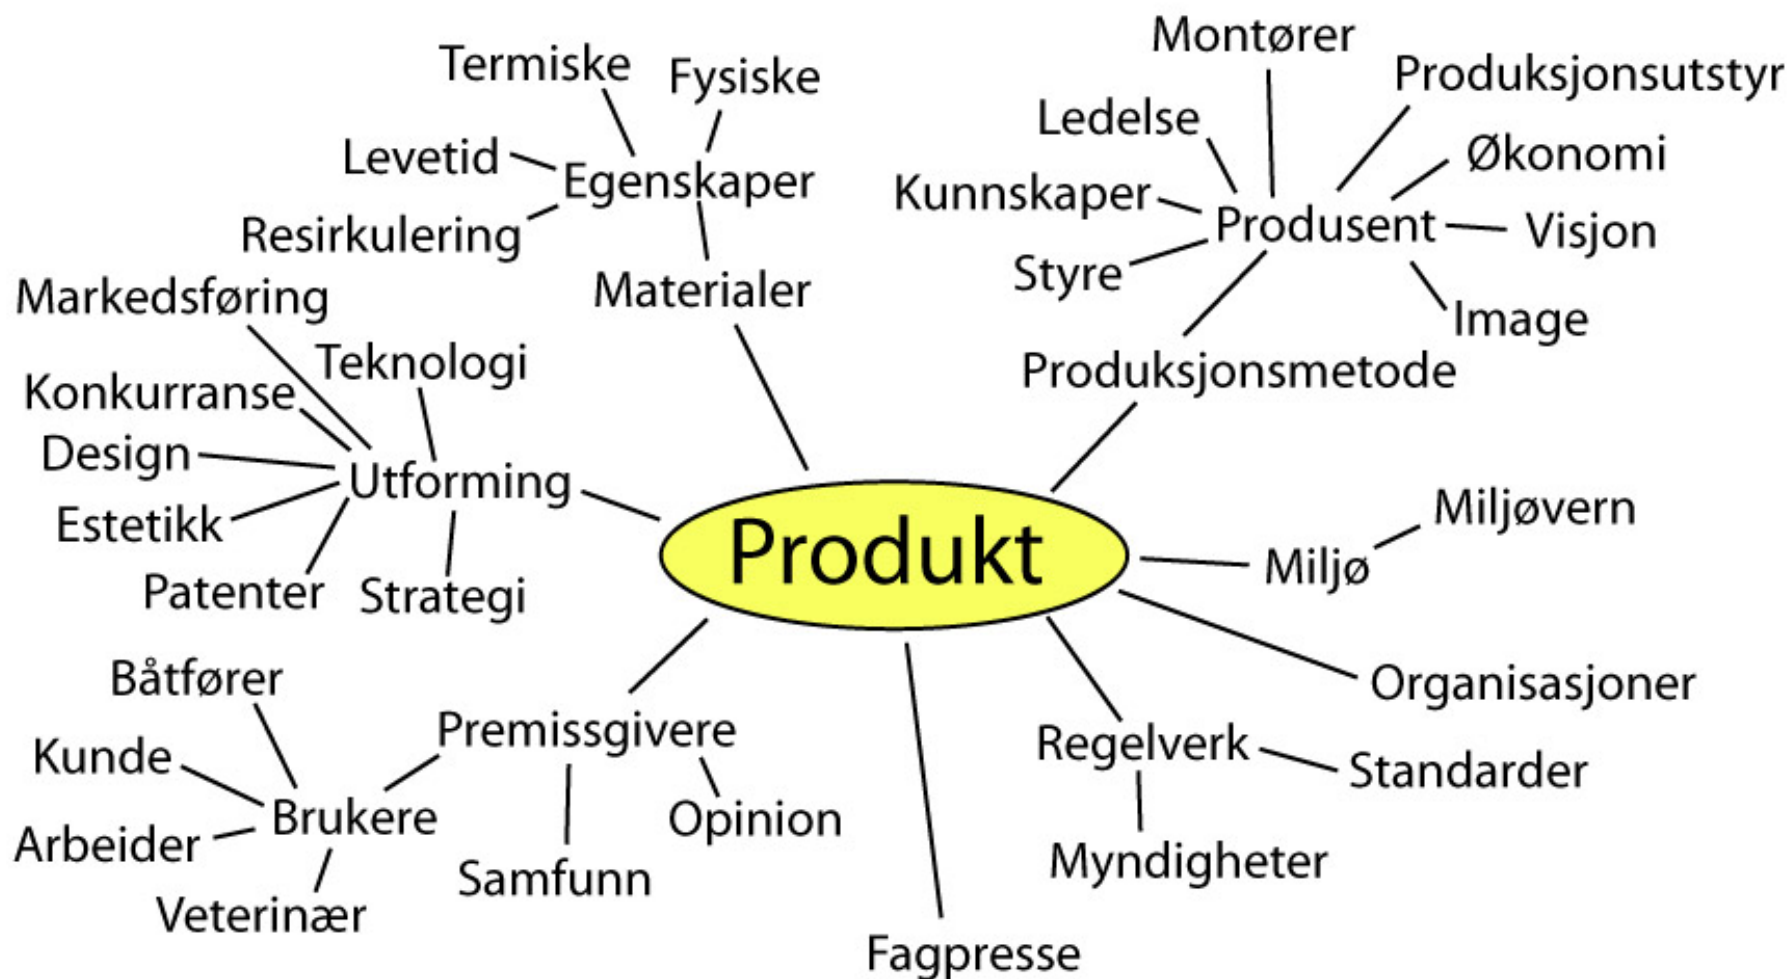 Montører
Termiske
Fysiske
Produksjonsutstyr
Ledelse
Levetid
Økonomi
Egenskaper
Kunnskaper
Produsent
Resirkulering
Visjon
Styre
Materialer
Markedsføring
Image
Teknologi
Produksjonsmetode
Konkurranse
Design
Utforming
Estetikk
Miljøvern
Produkt
Miljø
Patenter
Strategi
Båtfører
Organisasjoner
Premissgivere
Regelverk
Kunde
Standarder
Brukere
Opinion
Arbeider
Myndigheter
Samfunn
Veterinær
Fagpresse